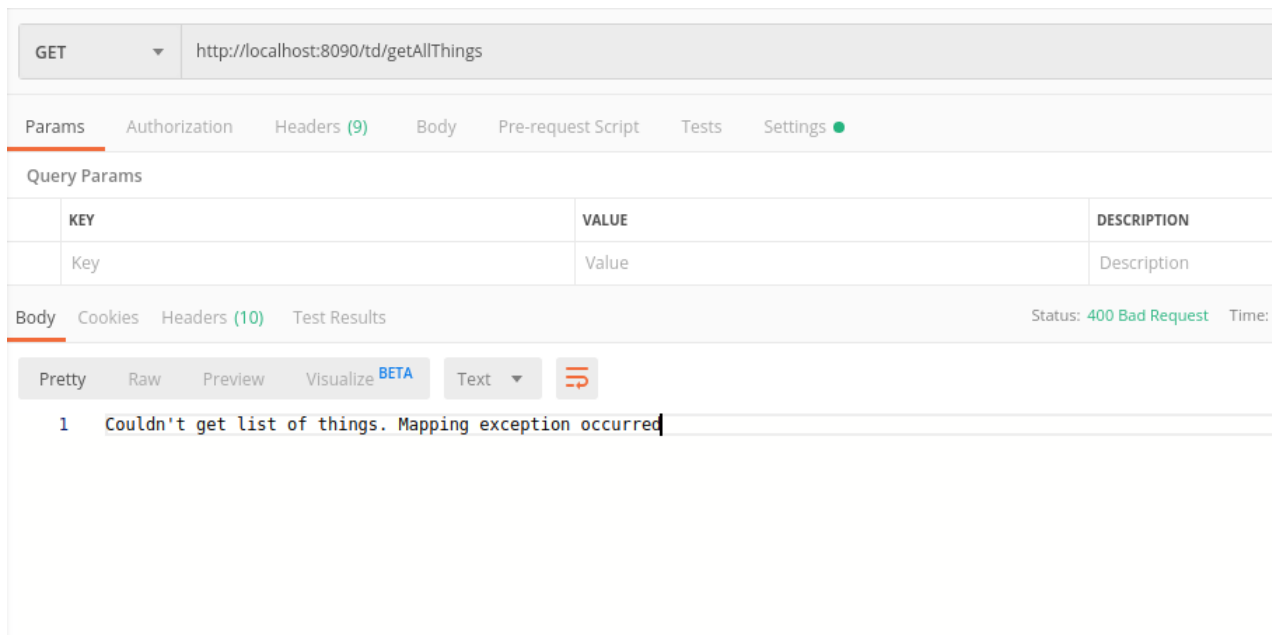 GET http://localhost:8090/td/getAllThings
Params Authorization Headers (9) Body Pre-request Script Tests Settings
Query Params
KEY VALUE DESCRIPTION
Key Value Description
Body Cookies Headers (10) Test Results Status: 400 Bad Request Time:
Pretty Raw Preview Visualize BETA Text
1 Couldn't get list of things. Mapping exception occurred